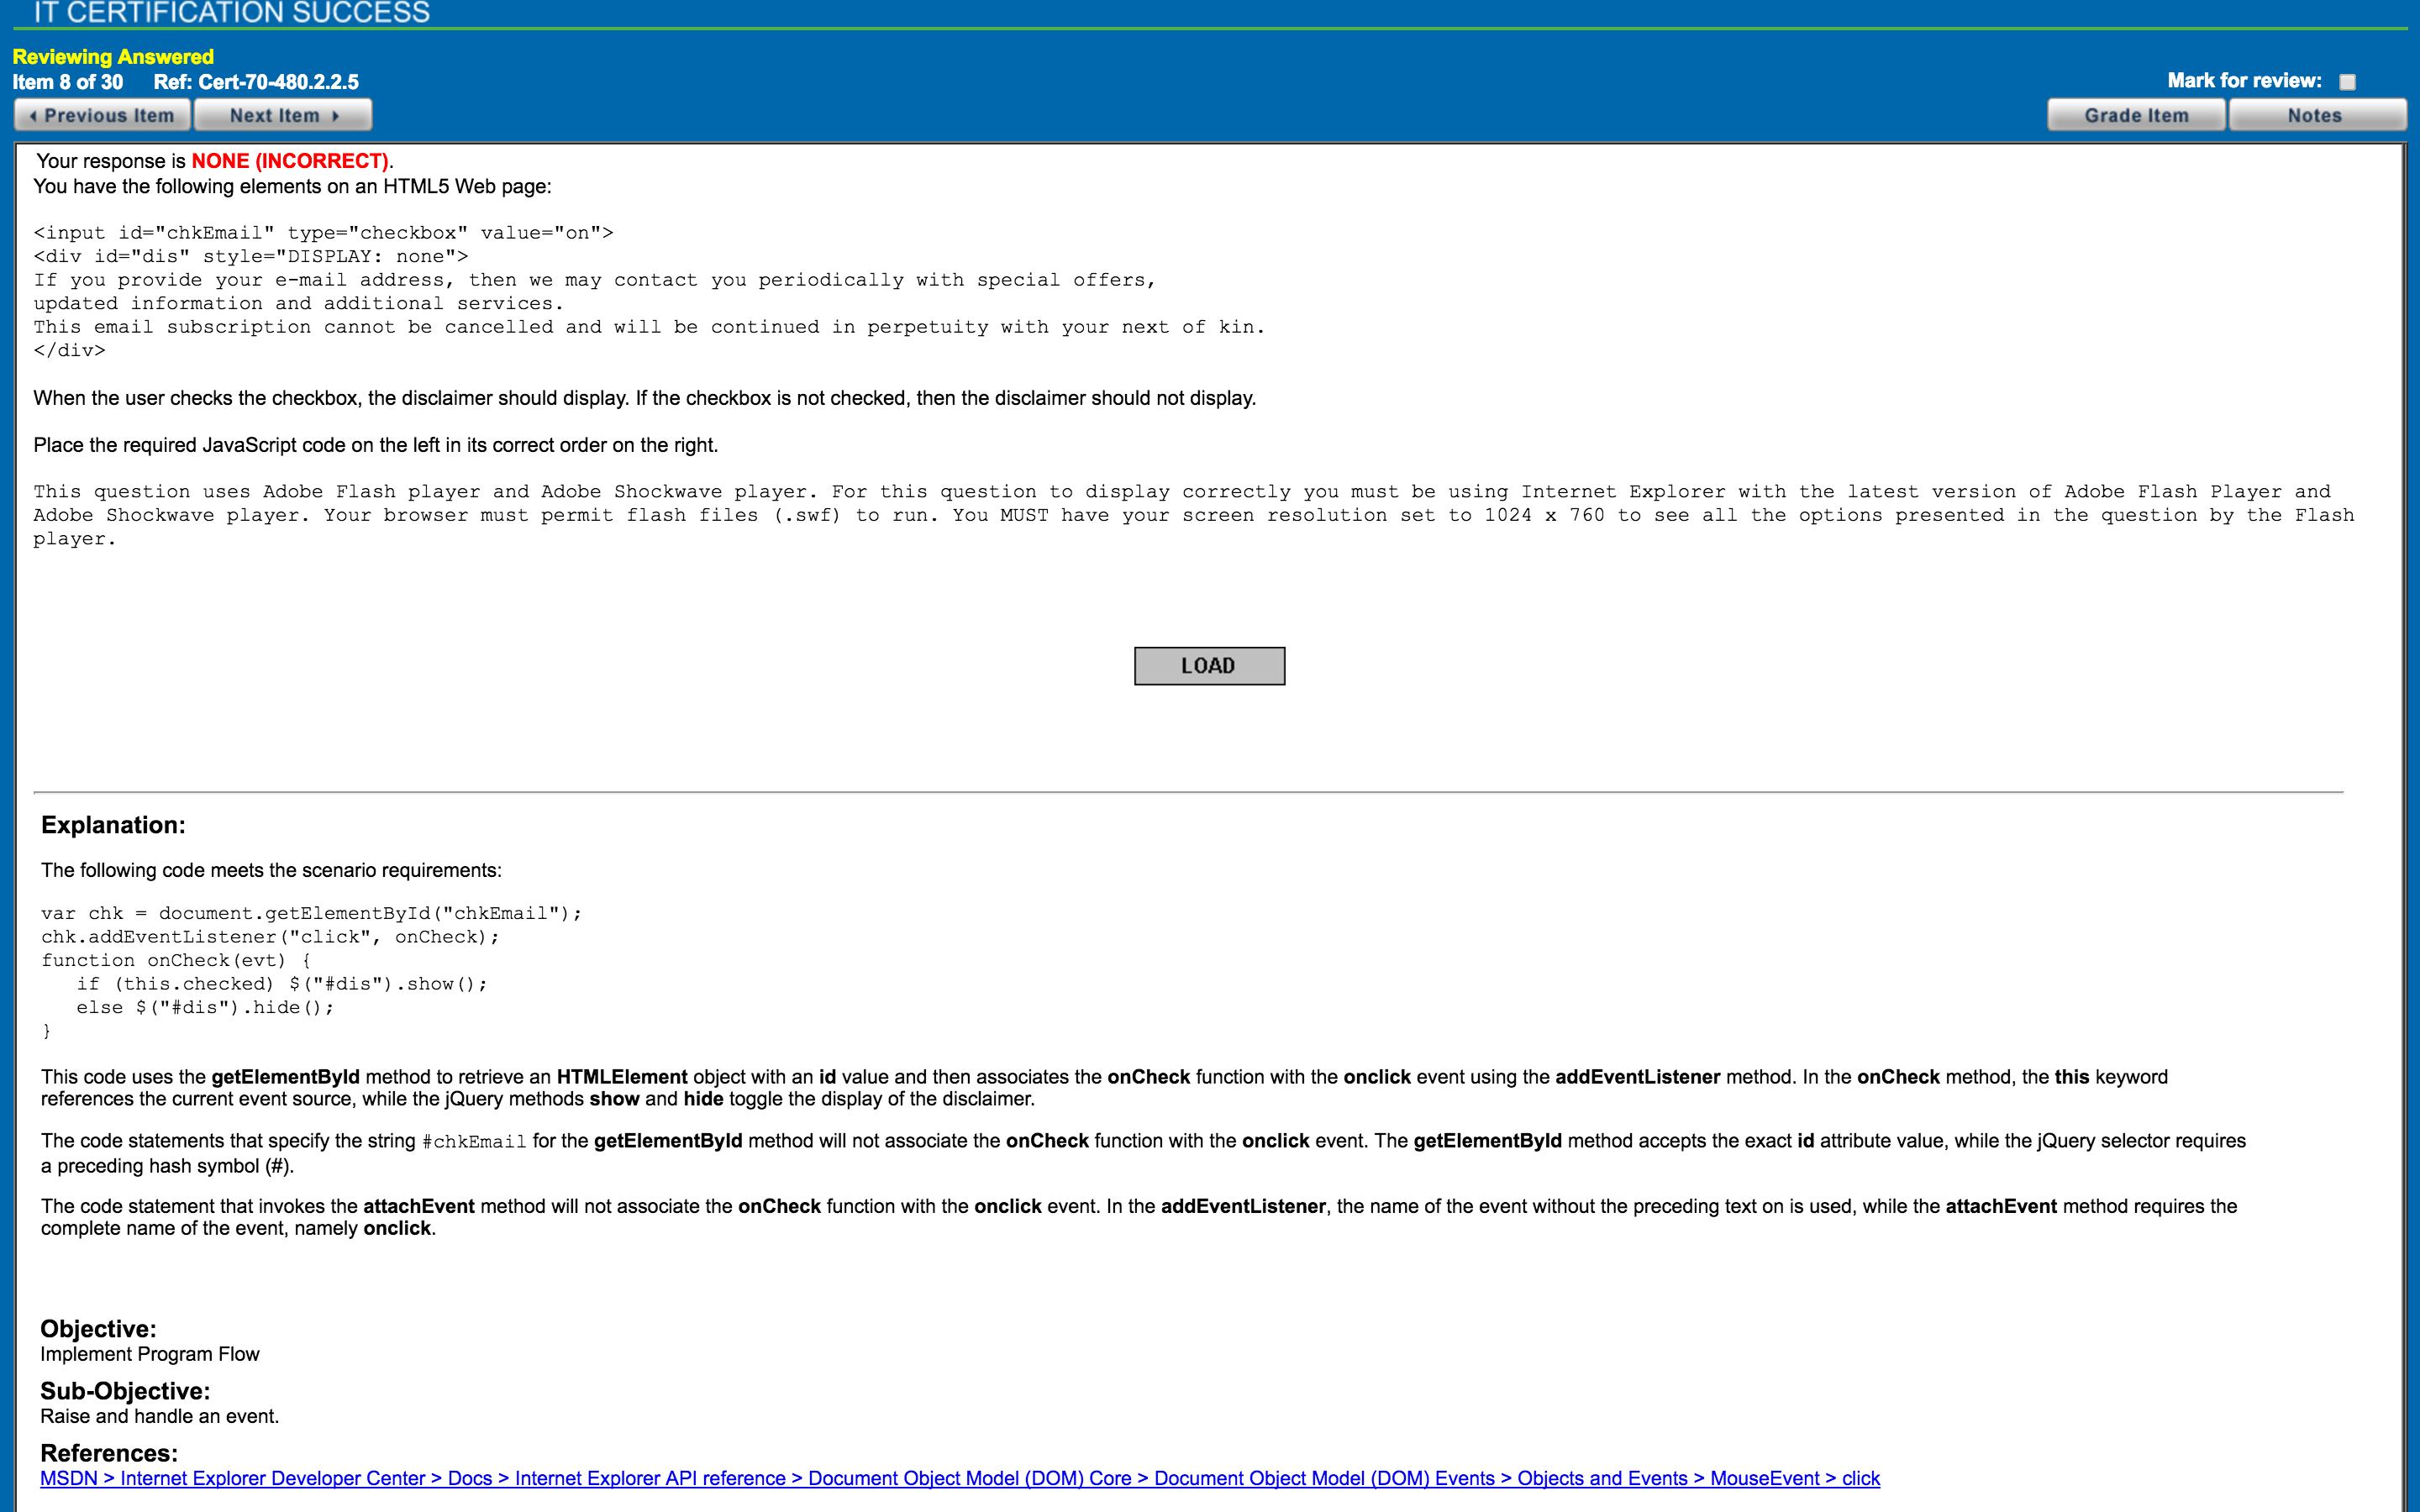 IT CERTIFICATION SUCCESS
Reviewing Answered
Item 8 of 30 Ref: Cert-70-480.2.2.5
Mark for review:
Previous Item
Next Item
Grade Item
Notes
Your response is NONE (INCORRECT).
You have the following elements on an HTML5 Web page:
<input id="chkEmail" type="checkbox" value="on">
<div id="dis" style="DISPLAY: none">
If you provide your e-mail address, then we may contact you periodically with special offers,
updated information and additional services.
This email subscription cannot be cancelled and will be continued in perpetuity with your next of kin.
</div>
When the user checks the checkbox, the disclaimer should display. If the checkbox is not checked, then the disclaimer should not display.
Place the required JavaScript code on the left in its correct order on the right.
This question uses Adobe Flash player and Adobe Shockwave player. For this question to display correctly you must be using Internet Explorer with the latest version of Adobe Flash Player and
Adobe Shockwave player. Your browser must permit flash files (.swf) to run. You MUST have your screen resolution set to 1024 x 760 to see all the options presented in the question by the Flash
player.
LOAD
Explanation:
The following code meets the scenario requirements:
var chk = document.getElementById("chkEmail");
chk.addEventListener("click", onCheck);
function onCheck(evt) {
if (this.checked) $("#dis").show();
else $("#dis").hide();
}
This code uses the getElementById method to retrieve an HTMLElement object with an id value and then associates the onCheck function with the onclick event using the addEventListener method. In the onCheck method, the this keyword
references the current event source, while the jQuery methods show and hide toggle the display of the disclaimer.
The code statements that specify the string #chkEmail for the getElementById method will not associate the onCheck function with the onclick event. The getElementById method accepts the exact id attribute value, while the jQuery selector requires
a preceding hash symbol (#).
The code statement that invokes the attachEvent method will not associate the onCheck function with the onclick event. In the addEventListener, the name of the event without the preceding text on is used, while the attachEvent method requires the
complete name of the event, namely onclick.
Objective:
Implement Program Flow
Sub-Objective:
Raise and handle an event.
References:
MSDN > Internet Explorer Developer Center > Docs > Internet Explorer API reference > Document Object Model (DOM) Core > Document Object Model (DOM) Events > Objects and Events > MouseEvent > click